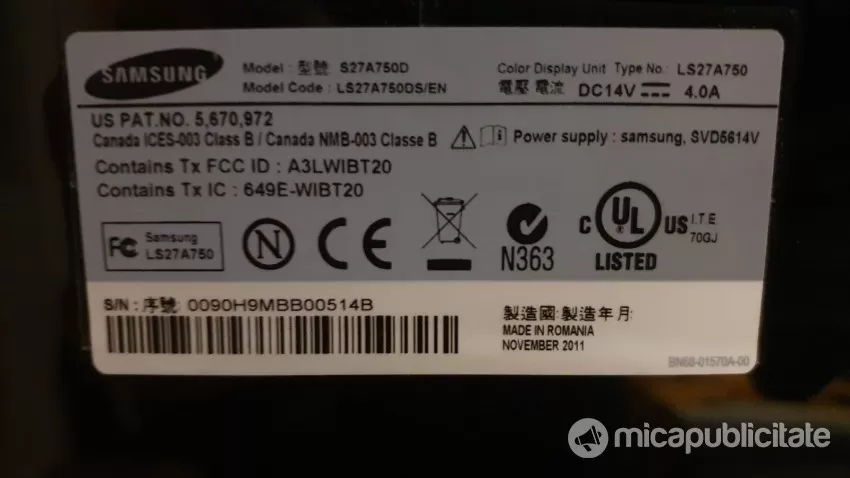 SAMSUNG
Model : 型號 S27A750D
Model Code : LS27A750DS/EN
Color Display Unit Type No.: LS27A750
電壓 電流 DC14V 4.0A
US PAT.NO. 5,670,972
Canada ICES-003 Class B / Canada NMB-003 Classe B
Power supply : samsung, SVD5614V
Contains Tx FCC ID : A3LWIBT20
Contains Tx IC : 649E-WIBT20
FC Samsung
LS27A750
N
CE
N363
C UL US
LISTED
I.T.E.
70GJ
S/N : 序號: 0090H9MBB00514B
製造國: 製造年月:
MADE IN ROMANIA
NOVEMBER 2011
BN68-01570A-00
micapublicitate